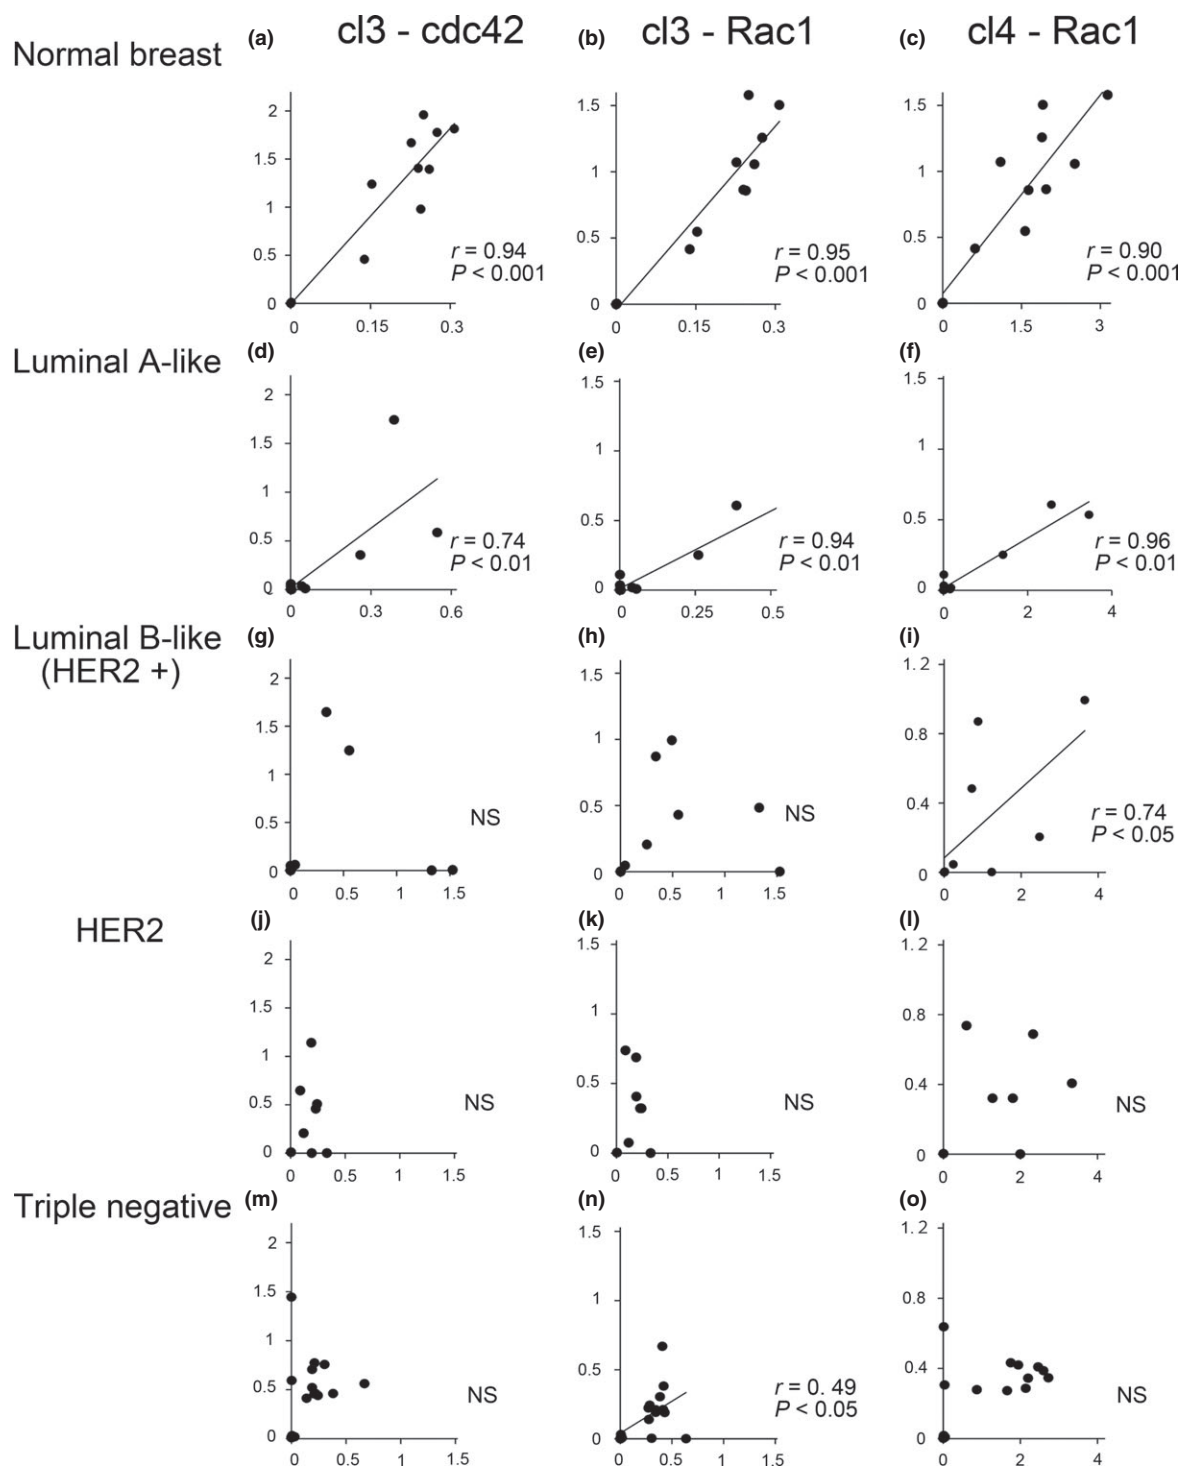 (a) cl3 - cdc42 (b) cl3 - Rac1 (c) cl4 - Rac1
Normal breast
2
1.5
1
0.5
0
0 0.15 0.3
r = 0.94
P < 0.001
1.5
1
0.5
0
0 0.15 0.3
r = 0.95
P < 0.001
1.5
1
0.5
0
0 1.5 3
r = 0.90
P < 0.001
Luminal A-like
(d)
2
1.5
1
0.5
0
0 0.3 0.6
r = 0.74
P < 0.01
(e)
1.5
1
0.5
0
0 0.25 0.5
r = 0.94
P < 0.01
(f)
1.5
1
0.5
0
0 2 4
r = 0.96
P < 0.01
Luminal B-like
(HER2 +)
(g)
2
1.5
1
0.5
0
0 0.5 1 1.5
NS
(h)
1.5
1
0.5
0
0 0.5 1 1.5
NS
(i)
1.2
0.8
0.4
0
0 2 4
r = 0.74
P < 0.05
HER2
(j)
2
1.5
1
0.5
0
0 0.5 1 1.5
NS
(k)
1.5
1
0.5
0
0 0.5 1 1.5
NS
(l)
1.2
0.8
0.4
0
0 2 4
NS
Triple negative
(m)
2
1.5
1
0.5
0
0 0.5 1 1.5
NS
(n)
1.5
1
0.5
0
0 0.5 1 1.5
r = 0. 49
P < 0.05
(o)
1.2
0.8
0.4
0
0 2 4
NS